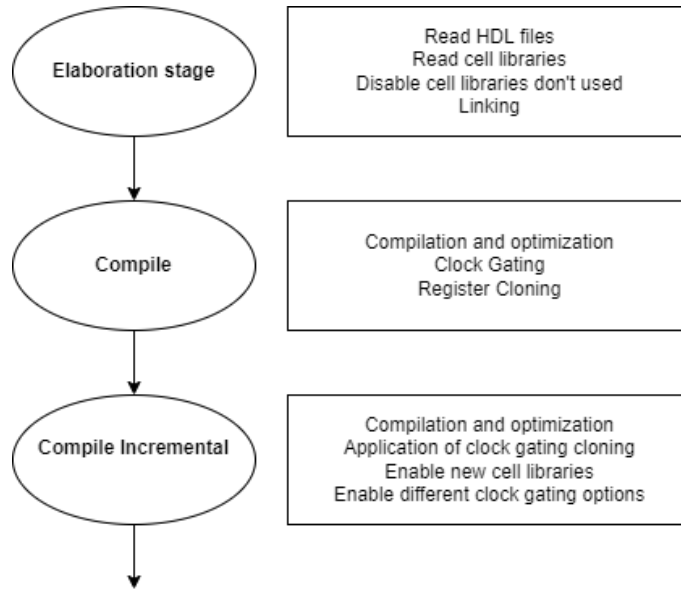 Elaboration stage
Read HDL files
Read cell libraries
Disable cell libraries don't used
Linking
Compile
Compilation and optimization
Clock Gating
Register Cloning
Compile Incremental
Compilation and optimization
Application of clock gating cloning
Enable new cell libraries
Enable different clock gating options